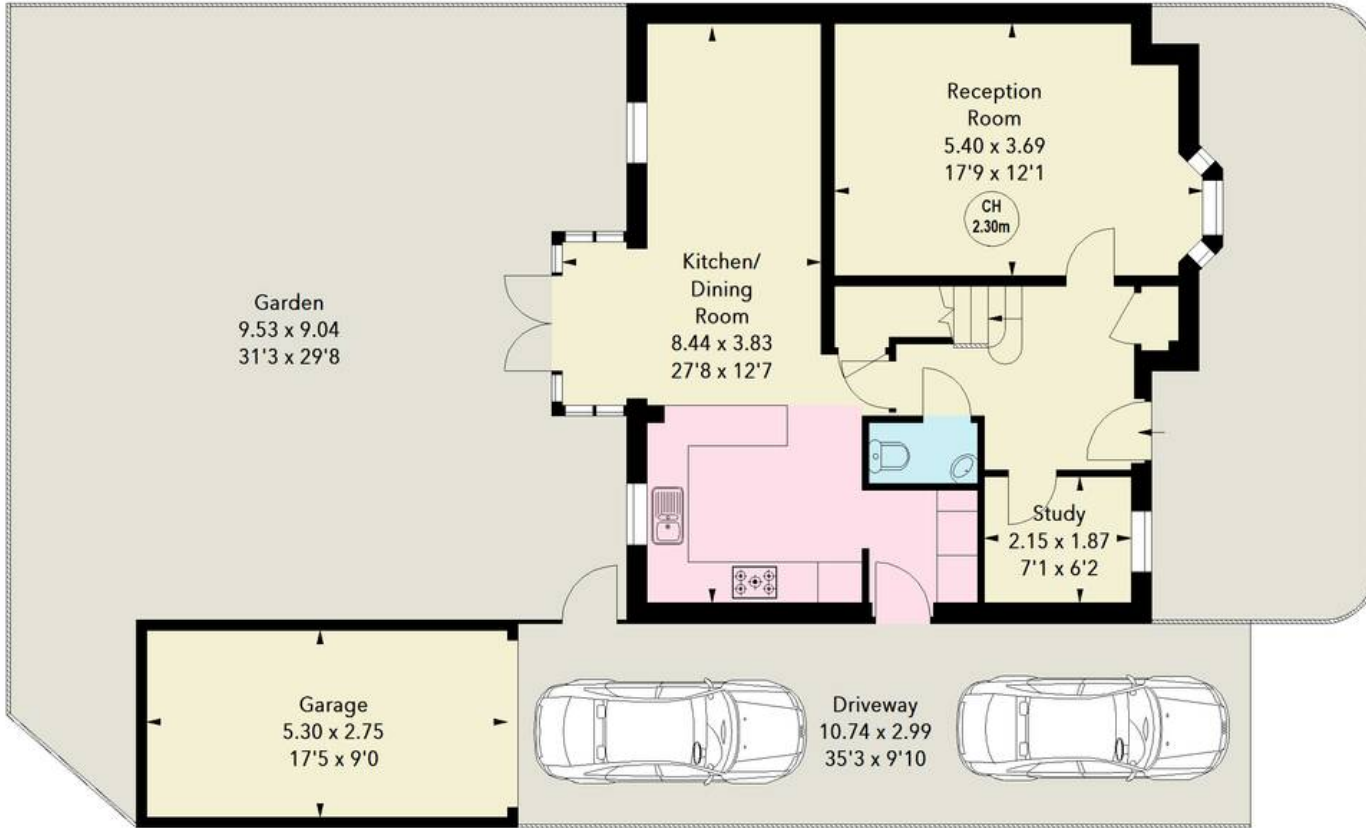 Reception
Room
5.40 x 3.69
17'9 x 12'1
CH
2.30m
Kitchen/
Dining
Room
8.44 x 3.83
27'8 x 12'7
Garden
9.53 x 9.04
31'3 x 29'8
Study
2.15 x 1.87
7'1 x 6'2
Garage
5.30 x 2.75
17'5 x 9'0
Driveway
10.74 x 2.99
35'3 x 9'10